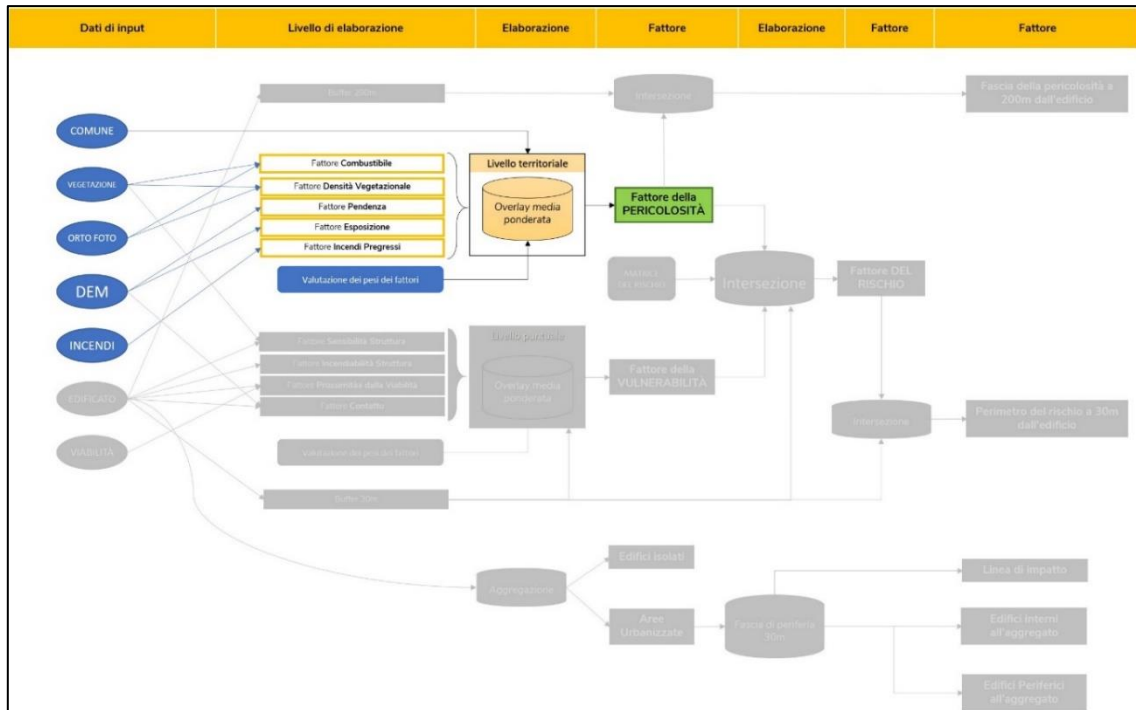 Dati di input
Livello di elaborazione
Elaborazione
Fattore
Elaborazione
Fattore
Fattore
Buffer 200m
Intersezione
Fascia della pericolosità a
200m dall'edificio
COMUNE
VEGETAZIONE
ORTO FOTO
DEM
INCENDI
EDIFICATO
VIABILITÀ
Fattore Combustibile
Fattore Densità Vegetazionale
Fattore Pendenza
Fattore Esposizione
Fattore Incendi Pregressi
Valutazione dei pesi dei fattori
Livello territoriale
Overlay media
ponderata
Fattore della
PERICOLOSITÀ
MATRICE
DEL RISCHIO
Intersezione
Fattore DEL
RISCHIO
Fattore Sensibilità Struttura
Fattore Incendiabilità Struttura
Fattore Prossimità dalla Viabilità
Fattore Contatto
Valutazione dei pesi dei fattori
Livello puntuale
Overlay media
ponderata
Fattore della
VULNERABILITÀ
Intersezione
Perimetro del rischio a 30m
dall'edificio
Buffer 30m
Aggregazione
Edifici isolati
Aree
Urbanizzate
Fascia di periferia
30m
Linea di impatto
Edifici interni
all'aggregato
Edifici Periferici
all'aggregato